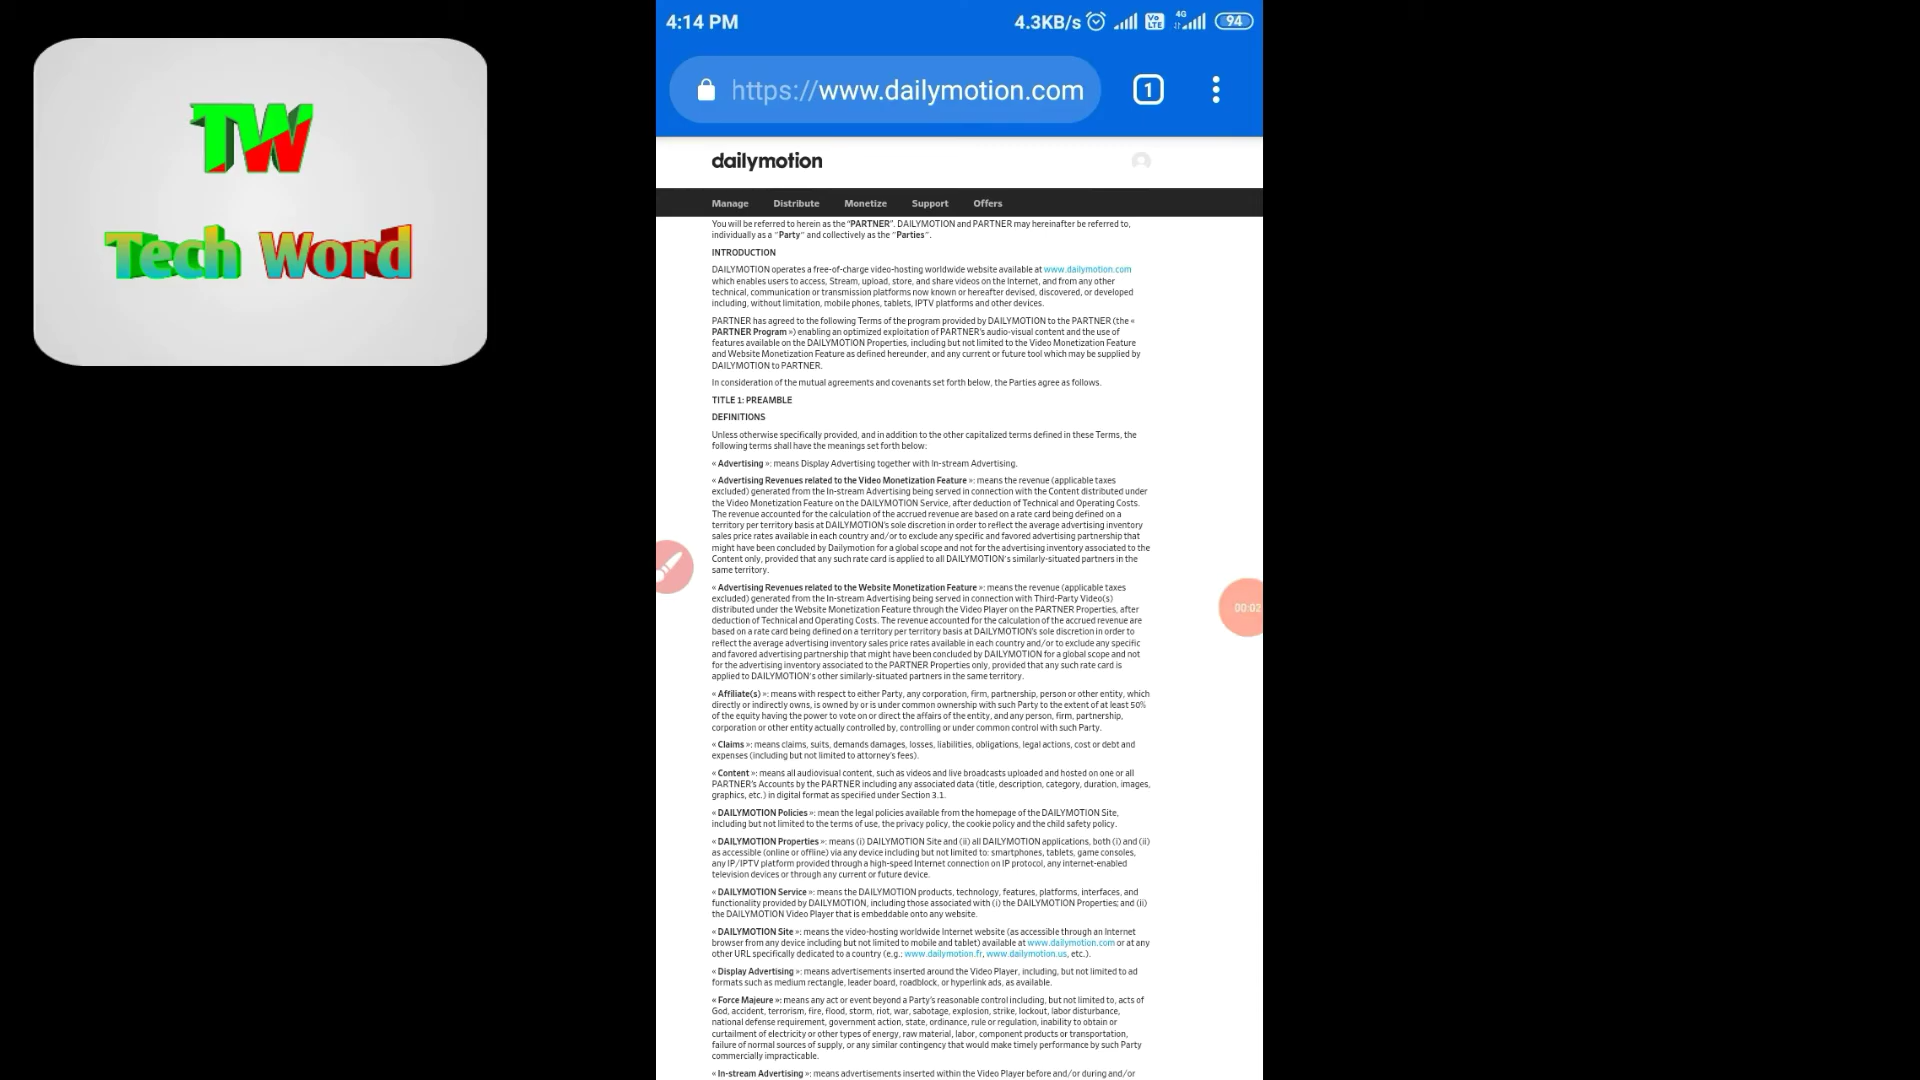 TW
Tech Word
4:14 PM
4.3KB/s
Vo LTE
4G
94
https://www.dailymotion.com
1
dailymotion
Manage Distribute Monetize Support Offers
You will be referred to herein as the “PARTNER”. DAILYMOTION and PARTNER may hereinafter be referred to,
individually as a “Party” and collectively as the “Parties”.
INTRODUCTION
DAILYMOTION operates a free-of-charge video-hosting worldwide website available at www.dailymotion.com
which enables users to access, Stream, upload, store, and share videos on the Internet, and from any other
technical, communication or transmission platforms now known or hereafter devised, discovered, or developed
including, without limitation, mobile phones, tablets, IPTV platforms and other devices.
PARTNER has agreed to the following Terms of the program provided by DAILYMOTION to the PARTNER (the «
PARTNER Program ») enabling an optimized exploitation of PARTNER's audio-visual content and the use of
features available on the DAILYMOTION Properties, including but not limited to the Video Monetization Feature
and Website Monetization Feature as defined hereunder, and any current or future tool which may be supplied by
DAILYMOTION to PARTNER.
In consideration of the mutual agreements and covenants set forth below, the Parties agree as follows.
TITLE 1: PREAMBLE
DEFINITIONS
Unless otherwise specifically provided, and in addition to the other capitalized terms defined in these Terms, the
following terms shall have the meanings set forth below:
« Advertising »: means Display Advertising together with In-stream Advertising.
« Advertising Revenues related to the Video Monetization Feature »: means the revenue (applicable taxes
excluded) generated from the In-stream Advertising being served in connection with the Content distributed under
the Video Monetization Feature on the DAILYMOTION Service, after deduction of Technical and Operating Costs.
The revenue accounted for the calculation of the accrued revenue are based on a rate card being defined on a
territory per territory basis at DAILYMOTION's sole discretion in order to reflect the average advertising inventory
sales price rates available in each country and/or to exclude any specific and favored advertising partnership that
might have been concluded by Dailymotion for a global scope and not for the advertising inventory associated to the
Content only, provided that any such rate card is applied to all DAILYMOTION's similarly-situated partners in the
same territory.
« Advertising Revenues related to the Website Monetization Feature »: means the revenue (applicable taxes
excluded) generated from the In-stream Advertising being served in connection with Third-Party Video(s)
distributed under the Website Monetization Feature through the Video Player on the PARTNER Properties, after
deduction of Technical and Operating Costs. The revenue accounted for the calculation of the accrued revenue are
based on a rate card being defined on a territory per territory basis at DAILYMOTION's sole discretion in order to
reflect the average advertising inventory sales price rates available in each country and/or to exclude any specific
and favored advertising partnership that might have been concluded by DAILYMOTION for a global scope and not
for the advertising inventory associated to the PARTNER Properties only, provided that any such rate card is
applied to DAILYMOTION's other similarly-situated partners in the same territory.
« Affiliate(s) »: means with respect to either Party, any corporation, firm, partnership, person or other entity, which
directly or indirectly owns, is owned by or is under common ownership with such Party to the extent of at least 50%
of the equity having the power to vote on or direct the affairs of the entity, and any person, firm, partnership,
corporation or other entity actually controlled by, controlling or under common control with such Party.
« Claims »: means claims, suits, demands damages, losses, liabilities, obligations, legal actions, cost or debt and
expenses (including but not limited to attorney's fees).
« Content »: means all audiovisual content, such as videos and live broadcasts uploaded and hosted on one or all
PARTNER's Accounts by the PARTNER including any associated data (title, description, category, duration, images,
graphics, etc.) in digital format as specified under Section 3.1.
« DAILYMOTION Policies »: mean the legal policies available from the homepage of the DAILYMOTION Site,
including but not limited to the terms of use, the privacy policy, the cookie policy and the child safety policy.
« DAILYMOTION Properties »: means (i) DAILYMOTION Site and (ii) all DAILYMOTION applications, both (i) and (ii)
as accessible (online or offline) via any device including but not limited to: smartphones, tablets, game consoles,
any IP/IPTV platform provided through a high-speed Internet connection on IP protocol, any internet-enabled
television devices or through any current or future device.
« DAILYMOTION Service »: means the DAILYMOTION products, technology, features, platforms, interfaces, and
functionality provided by DAILYMOTION, including those associated with (i) the DAILYMOTION Properties; and (ii)
the DAILYMOTION Video Player that is embeddable onto any website.
« DAILYMOTION Site »: means the video-hosting worldwide Internet website (as accessible through an Internet
browser from any device including but not limited to mobile and tablet) available at www.dailymotion.com or at any
other URL specifically dedicated to a country (e.g.: www.dailymotion.fr, www.dailymotion.us, etc.).
« Display Advertising »: means advertisements inserted around the Video Player, including, but not limited to ad
formats such as medium rectangle, leader board, roadblock, or hyperlink ads, as available.
« Force Majeure »: means any act or event beyond a Party's reasonable control including, but not limited to, acts of
God, accident, terrorism, fire, flood, storm, riot, war, sabotage, explosion, strike, lockout, labor disturbance,
national defense requirement, government action, state, ordinance, rule or regulation, inability to obtain or
curtailment of electricity or other types of energy, raw material, labor, component products or transportation,
failure of normal sources of supply, or any similar contingency that would make timely performance by such Party
commercially impracticable.
« In-stream Advertising »: means advertisements inserted within the Video Player before and/or during and/or
00:02